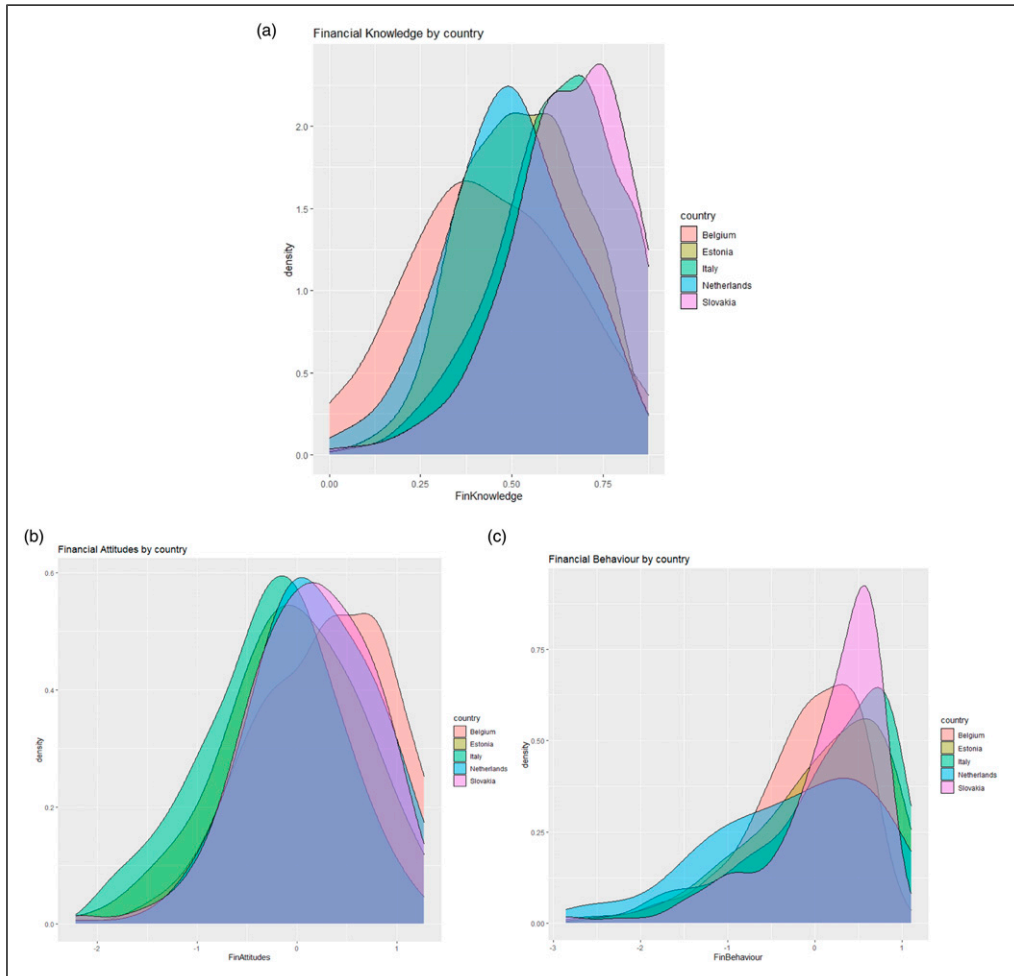 (a)
Financial Knowledge by country
2.0
1.5
1.0
0.5
0.0
density
0.00 0.25 0.50 0.75
FinKnowledge
country
Belgium
Estonia
Italy
Netherlands
Slovakia
(b)
Financial Attitudes by country
0.6
0.4
0.2
0.0
density
-2 -1 0 1
FinAttitudes
country
Belgium
Estonia
Italy
Netherlands
Slovakia
(c)
Financial Behaviour by country
0.75
0.50
0.25
0.00
density
-3 -2 -1 0 1
FinBehaviour
country
Belgium
Estonia
Italy
Netherlands
Slovakia